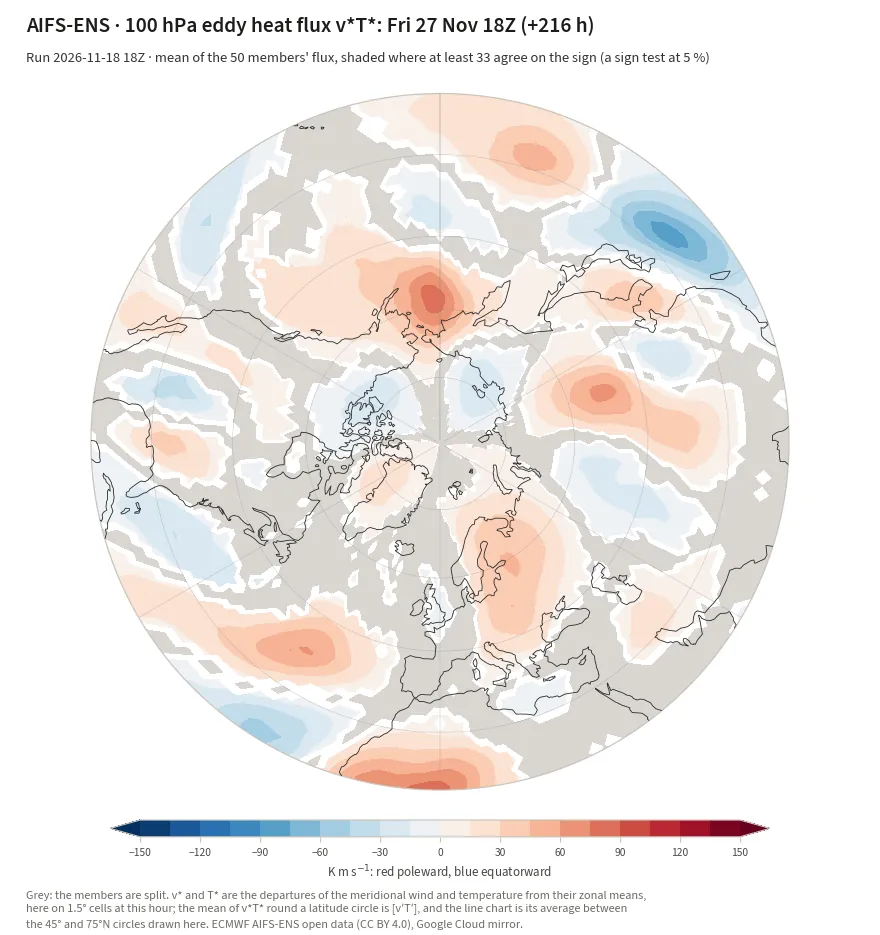 AIFS-ENS · 100 hPa eddy heat flux v*T*: Fri 27 Nov 18Z (+216 h)
Run 2026-11-18 18Z · mean of the 50 members' flux, shaded where at least 33 agree on the sign (a sign test at 5 %)
−150 −120 −90 −60 −30 0 30 60 90 120 150
K m s⁻¹: red poleward, blue equatorward
Grey: the members are split. v* and T* are the departures of the meridional wind and temperature from their zonal means,
here on 1.5° cells at this hour; the mean of v*T* round a latitude circle is [v'T'], and the line chart is its average between
the 45° and 75°N circles drawn here. ECMWF AIFS-ENS open data (CC BY 4.0), Google Cloud mirror.